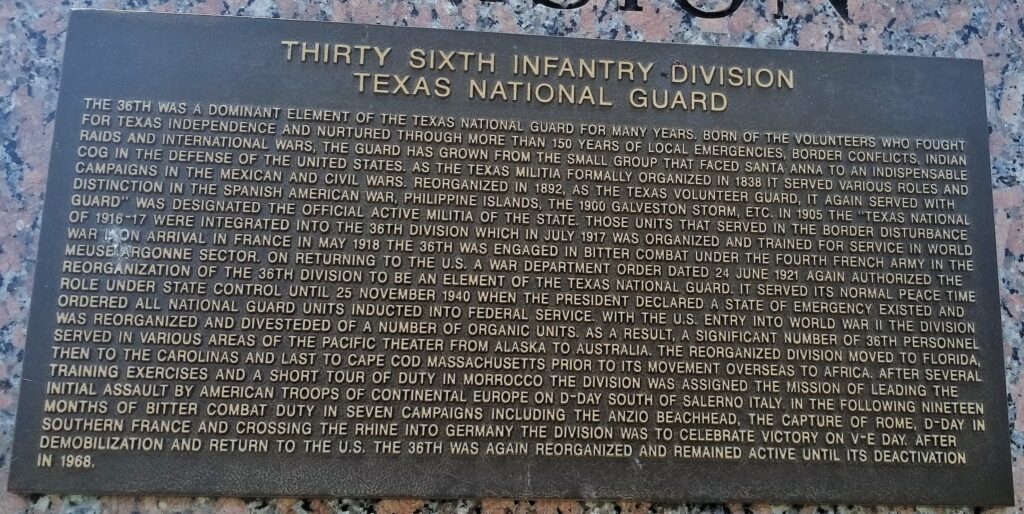 THIRTY SIXTH INFANTRY DIVISION
TEXAS NATIONAL GUARD
THE 36TH WAS A DOMINANT ELEMENT OF THE TEXAS NATIONAL GUARD FOR MANY YEARS. BORN OF THE VOLUNTEERS WHO FOUGHT
FOR TEXAS INDEPENDENCE AND NURTURED THROUGH MORE THAN 150 YEARS OF LOCAL EMERGENCIES, BORDER CONFLICTS, INDIAN
RAIDS AND INTERNATIONAL WARS, THE GUARD HAS GROWN FROM THE SMALL GROUP THAT FACED SANTA ANNA TO AN INDISPENSABLE
COG IN THE DEFENSE OF THE UNITED STATES. AS THE TEXAS MILITIA FORMALLY ORGANIZED IN 1838 IT SERVED VARIOUS ROLES AND
CAMPAIGNS IN THE MEXICAN AND CIVIL WARS. REORGANIZED IN 1892, AS THE TEXAS VOLUNTEER GUARD, IT AGAIN SERVED WITH
DISTINCTION IN THE SPANISH AMERICAN WAR, PHILIPPINE ISLANDS, THE 1900 GALVESTON STORM, ETC. IN 1905 THE "TEXAS NATIONAL
GUARD" WAS DESIGNATED THE OFFICIAL ACTIVE MILITIA OF THE STATE. THOSE UNITS THAT SERVED IN THE BORDER DISTURBANCE
OF 1916-17 WERE INTEGRATED INTO THE 36TH DIVISION WHICH IN JULY 1917 WAS ORGANIZED AND TRAINED FOR SERVICE IN WORLD
WAR ON ARRIVAL IN FRANCE IN MAY 1918 THE 36TH WAS ENGAGED IN BITTER COMBAT UNDER THE FOURTH FRENCH ARMY IN THE
MEUSE-ARGONNE SECTOR. ON RETURNING TO THE U.S. A WAR DEPARTMENT ORDER DATED 24 JUNE 1921 AGAIN AUTHORIZED THE
REORGANIZATION OF THE 36TH DIVISION TO BE AN ELEMENT OF THE TEXAS NATIONAL GUARD. IT SERVED ITS NORMAL PEACE TIME
ROLE UNDER STATE CONTROL UNTIL 25 NOVEMBER 1940 WHEN THE PRESIDENT DECLARED A STATE OF EMERGENCY EXISTED AND
ORDERED ALL NATIONAL GUARD UNITS INDUCTED INTO FEDERAL SERVICE. WITH THE U.S. ENTRY INTO WORLD WAR II THE DIVISION
WAS REORGANIZED AND DIVESTEDED OF A NUMBER OF ORGANIC UNITS. AS A RESULT, A SIGNIFICANT NUMBER OF 36TH PERSONNEL
SERVED IN VARIOUS AREAS OF THE PACIFIC THEATER FROM ALASKA TO AUSTRALIA. THE REORGANIZED DIVISION MOVED TO FLORIDA,
THEN TO THE CAROLINAS AND LAST TO CAPE COD MASSACHUSETTS PRIOR TO ITS MOVEMENT OVERSEAS TO AFRICA. AFTER SEVERAL
TRAINING EXERCISES AND A SHORT TOUR OF DUTY IN MORROCCO THE DIVISION WAS ASSIGNED THE MISSION OF LEADING THE
INITIAL ASSAULT BY AMERICAN TROOPS OF CONTINENTAL EUROPE ON D-DAY SOUTH OF SALERNO ITALY. IN THE FOLLOWING NINETEEN
MONTHS OF BITTER COMBAT DUTY IN SEVEN CAMPAIGNS INCLUDING THE ANZIO BEACHHEAD, THE CAPTURE OF ROME, D-DAY IN
SOUTHERN FRANCE AND CROSSING THE RHINE INTO GERMANY THE DIVISION WAS TO CELEBRATE VICTORY ON V-E DAY. AFTER
DEMOBILIZATION AND RETURN TO THE U.S. THE 36TH WAS AGAIN REORGANIZED AND REMAINED ACTIVE UNTIL ITS DEACTIVATION
IN 1968.